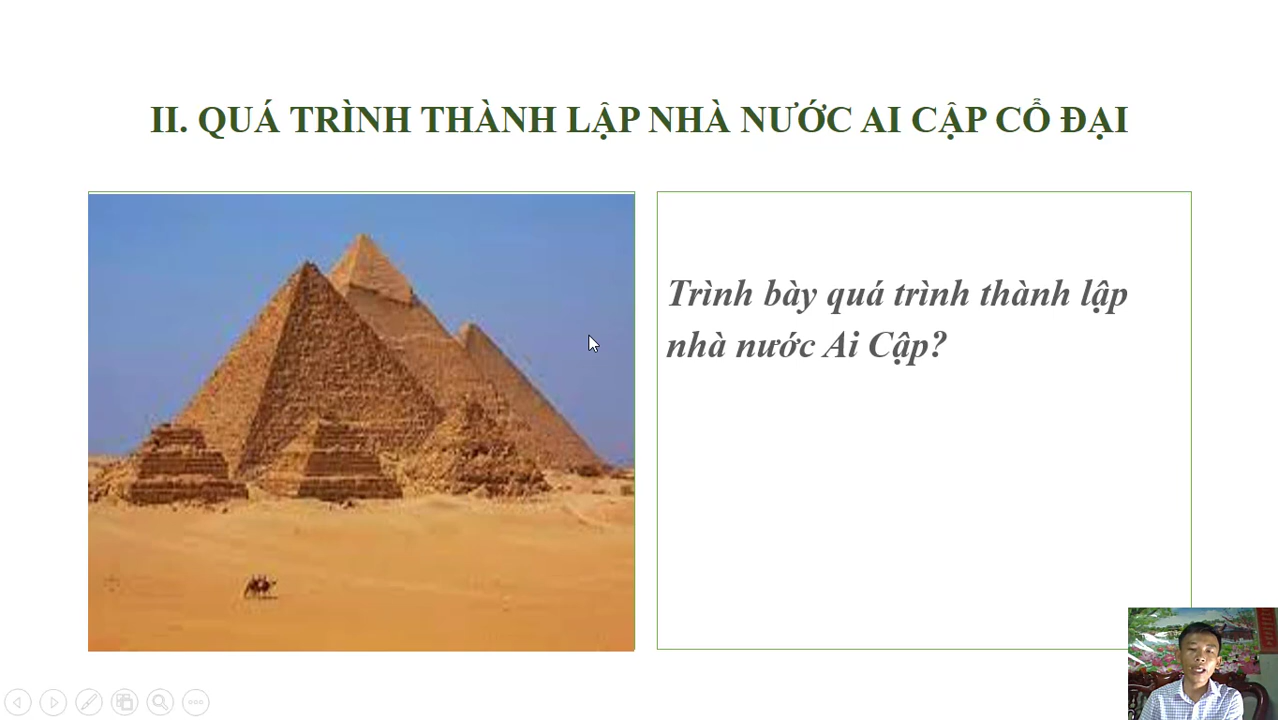 II. QUÁ TRÌNH THÀNH LẬP NHÀ NƯỚC AI CẬP CỔ ĐẠI
Trình bày quá trình thành lập
nhà nước Ai Cập?